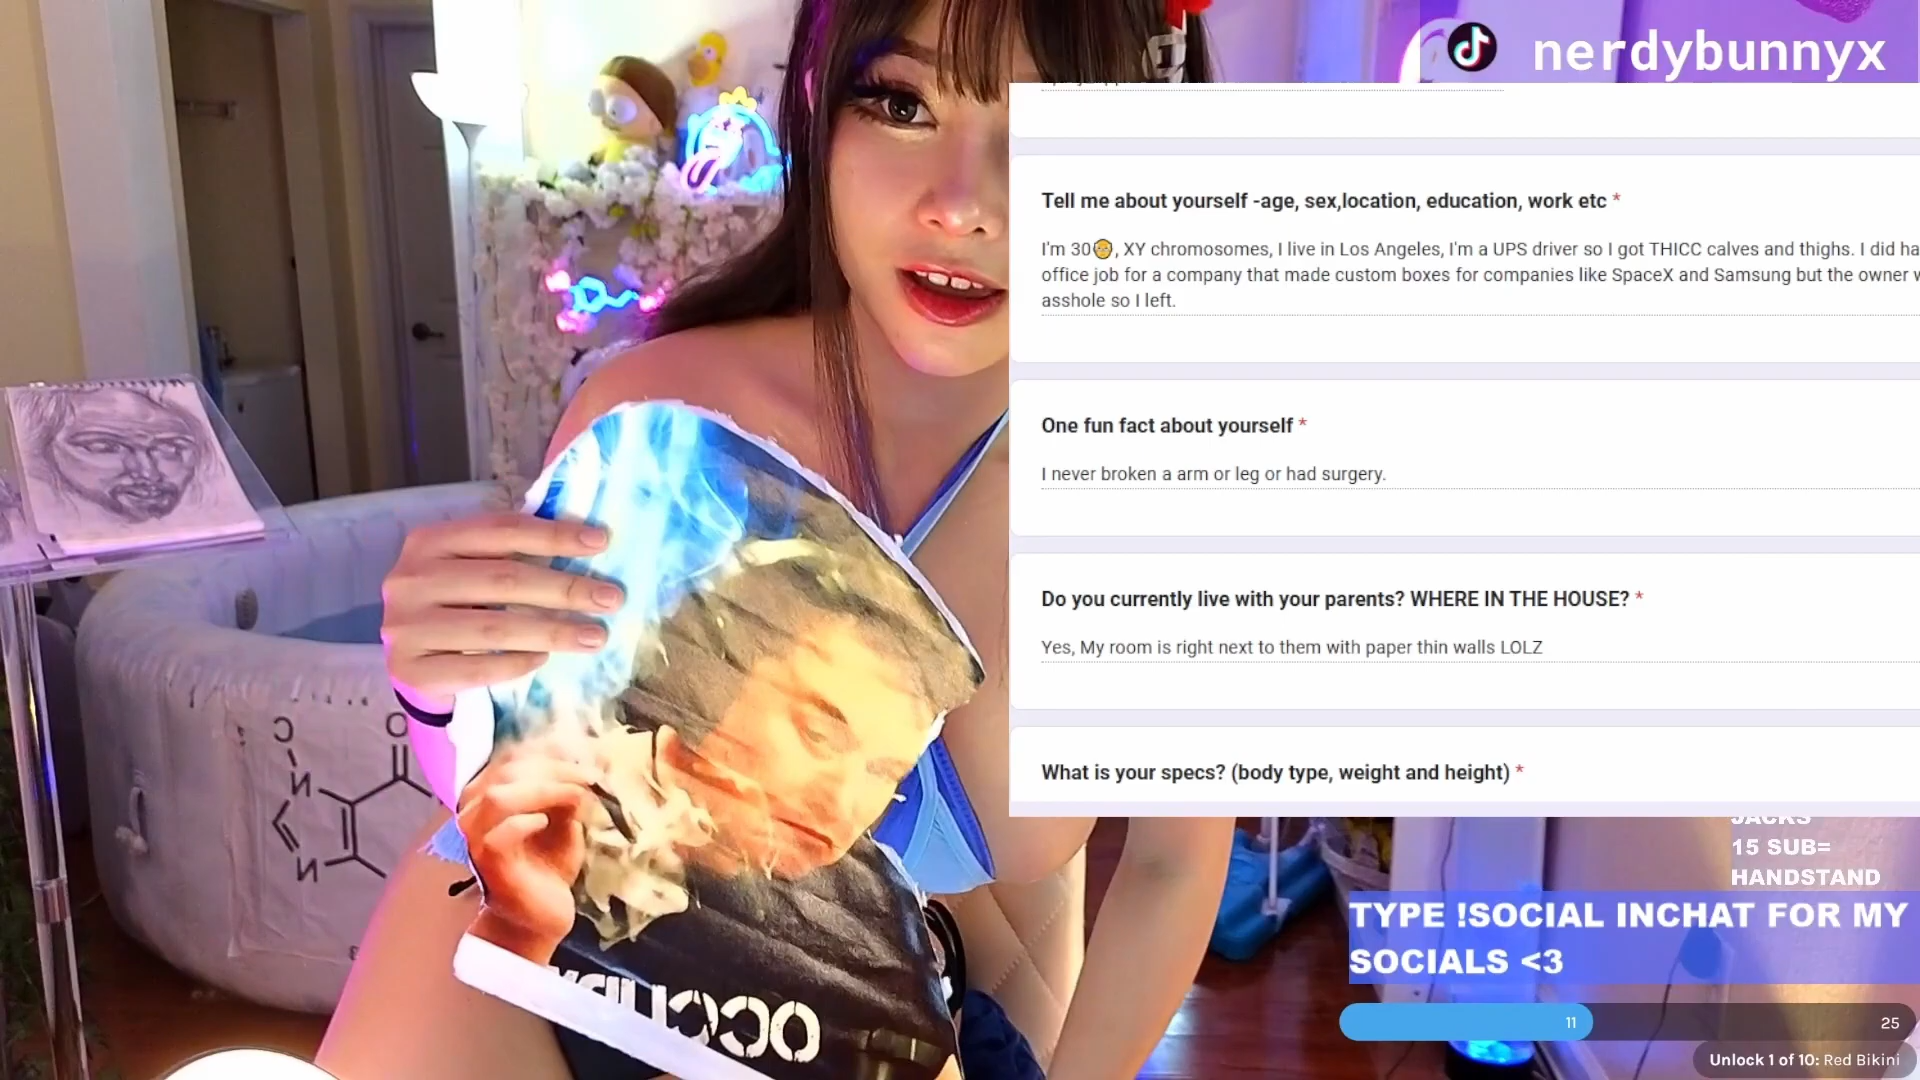 nerdybunnyx
Tell me about yourself -age, sex,location, education, work etc *
I'm 30👴, XY chromosomes, I live in Los Angeles, I'm a UPS driver so I got THICC calves and thighs. I did ha
office job for a company that made custom boxes for companies like SpaceX and Samsung but the owner w
asshole so I left.
One fun fact about yourself *
I never broken a arm or leg or had surgery.
Do you currently live with your parents? WHERE IN THE HOUSE? *
Yes, My room is right next to them with paper thin walls LOLZ
What is your specs? (body type, weight and height) *
JACKS
15 SUB=
HANDSTAND
TYPE !SOCIAL INCHAT FOR MY
SOCIALS <3
11
25
Unlock 1 of 10: Red Bikini
O
C
N
N